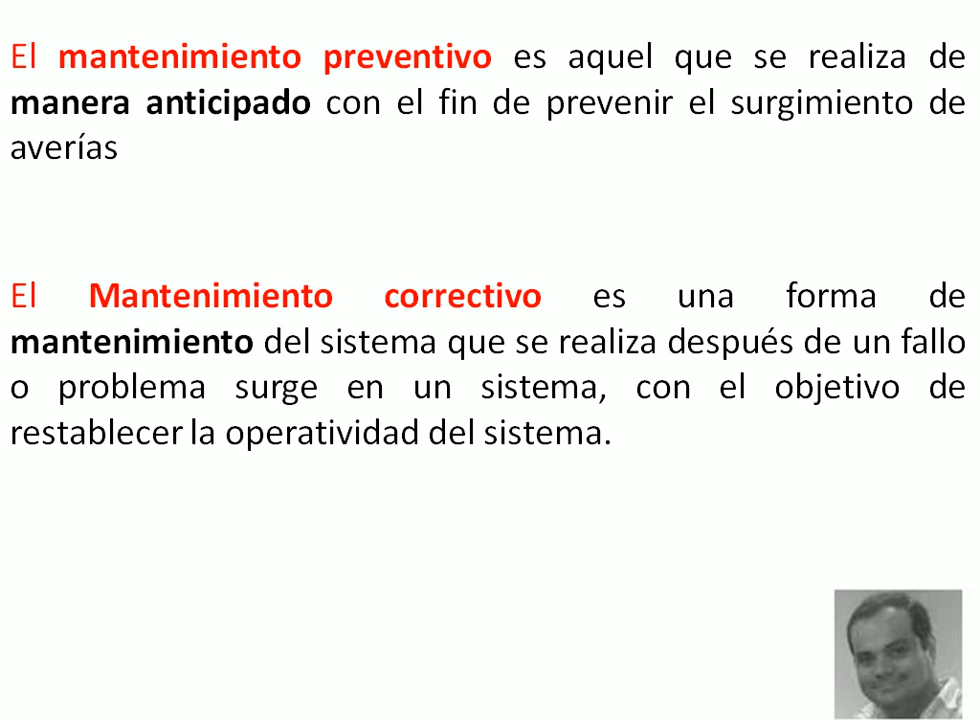 El mantenimiento preventivo es aquel que se realiza de
manera anticipado con el fin de prevenir el surgimiento de
averías
El Mantenimiento correctivo es una forma de
mantenimiento del sistema que se realiza después de un fallo
o problema surge en un sistema, con el objetivo de
restablecer la operatividad del sistema.